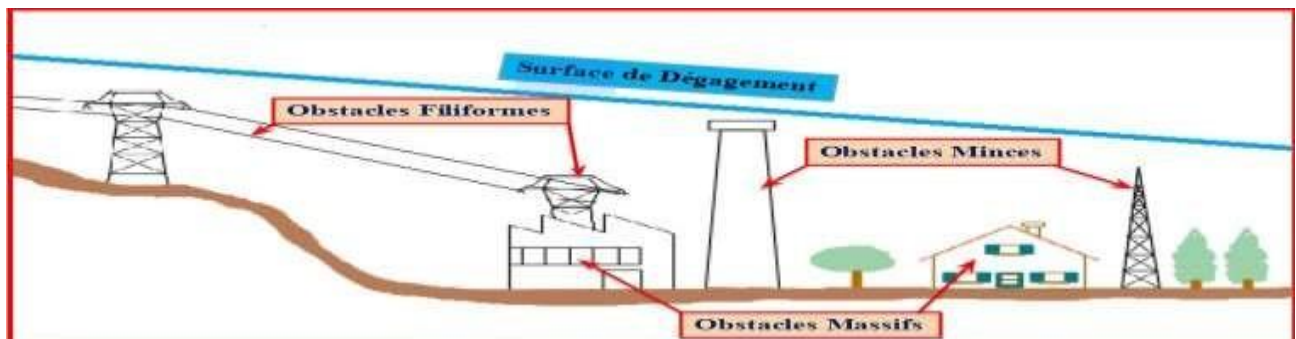 Surface de Dégagement
Obstacles Filiformes
Obstacles Minces
Obstacles Massifs